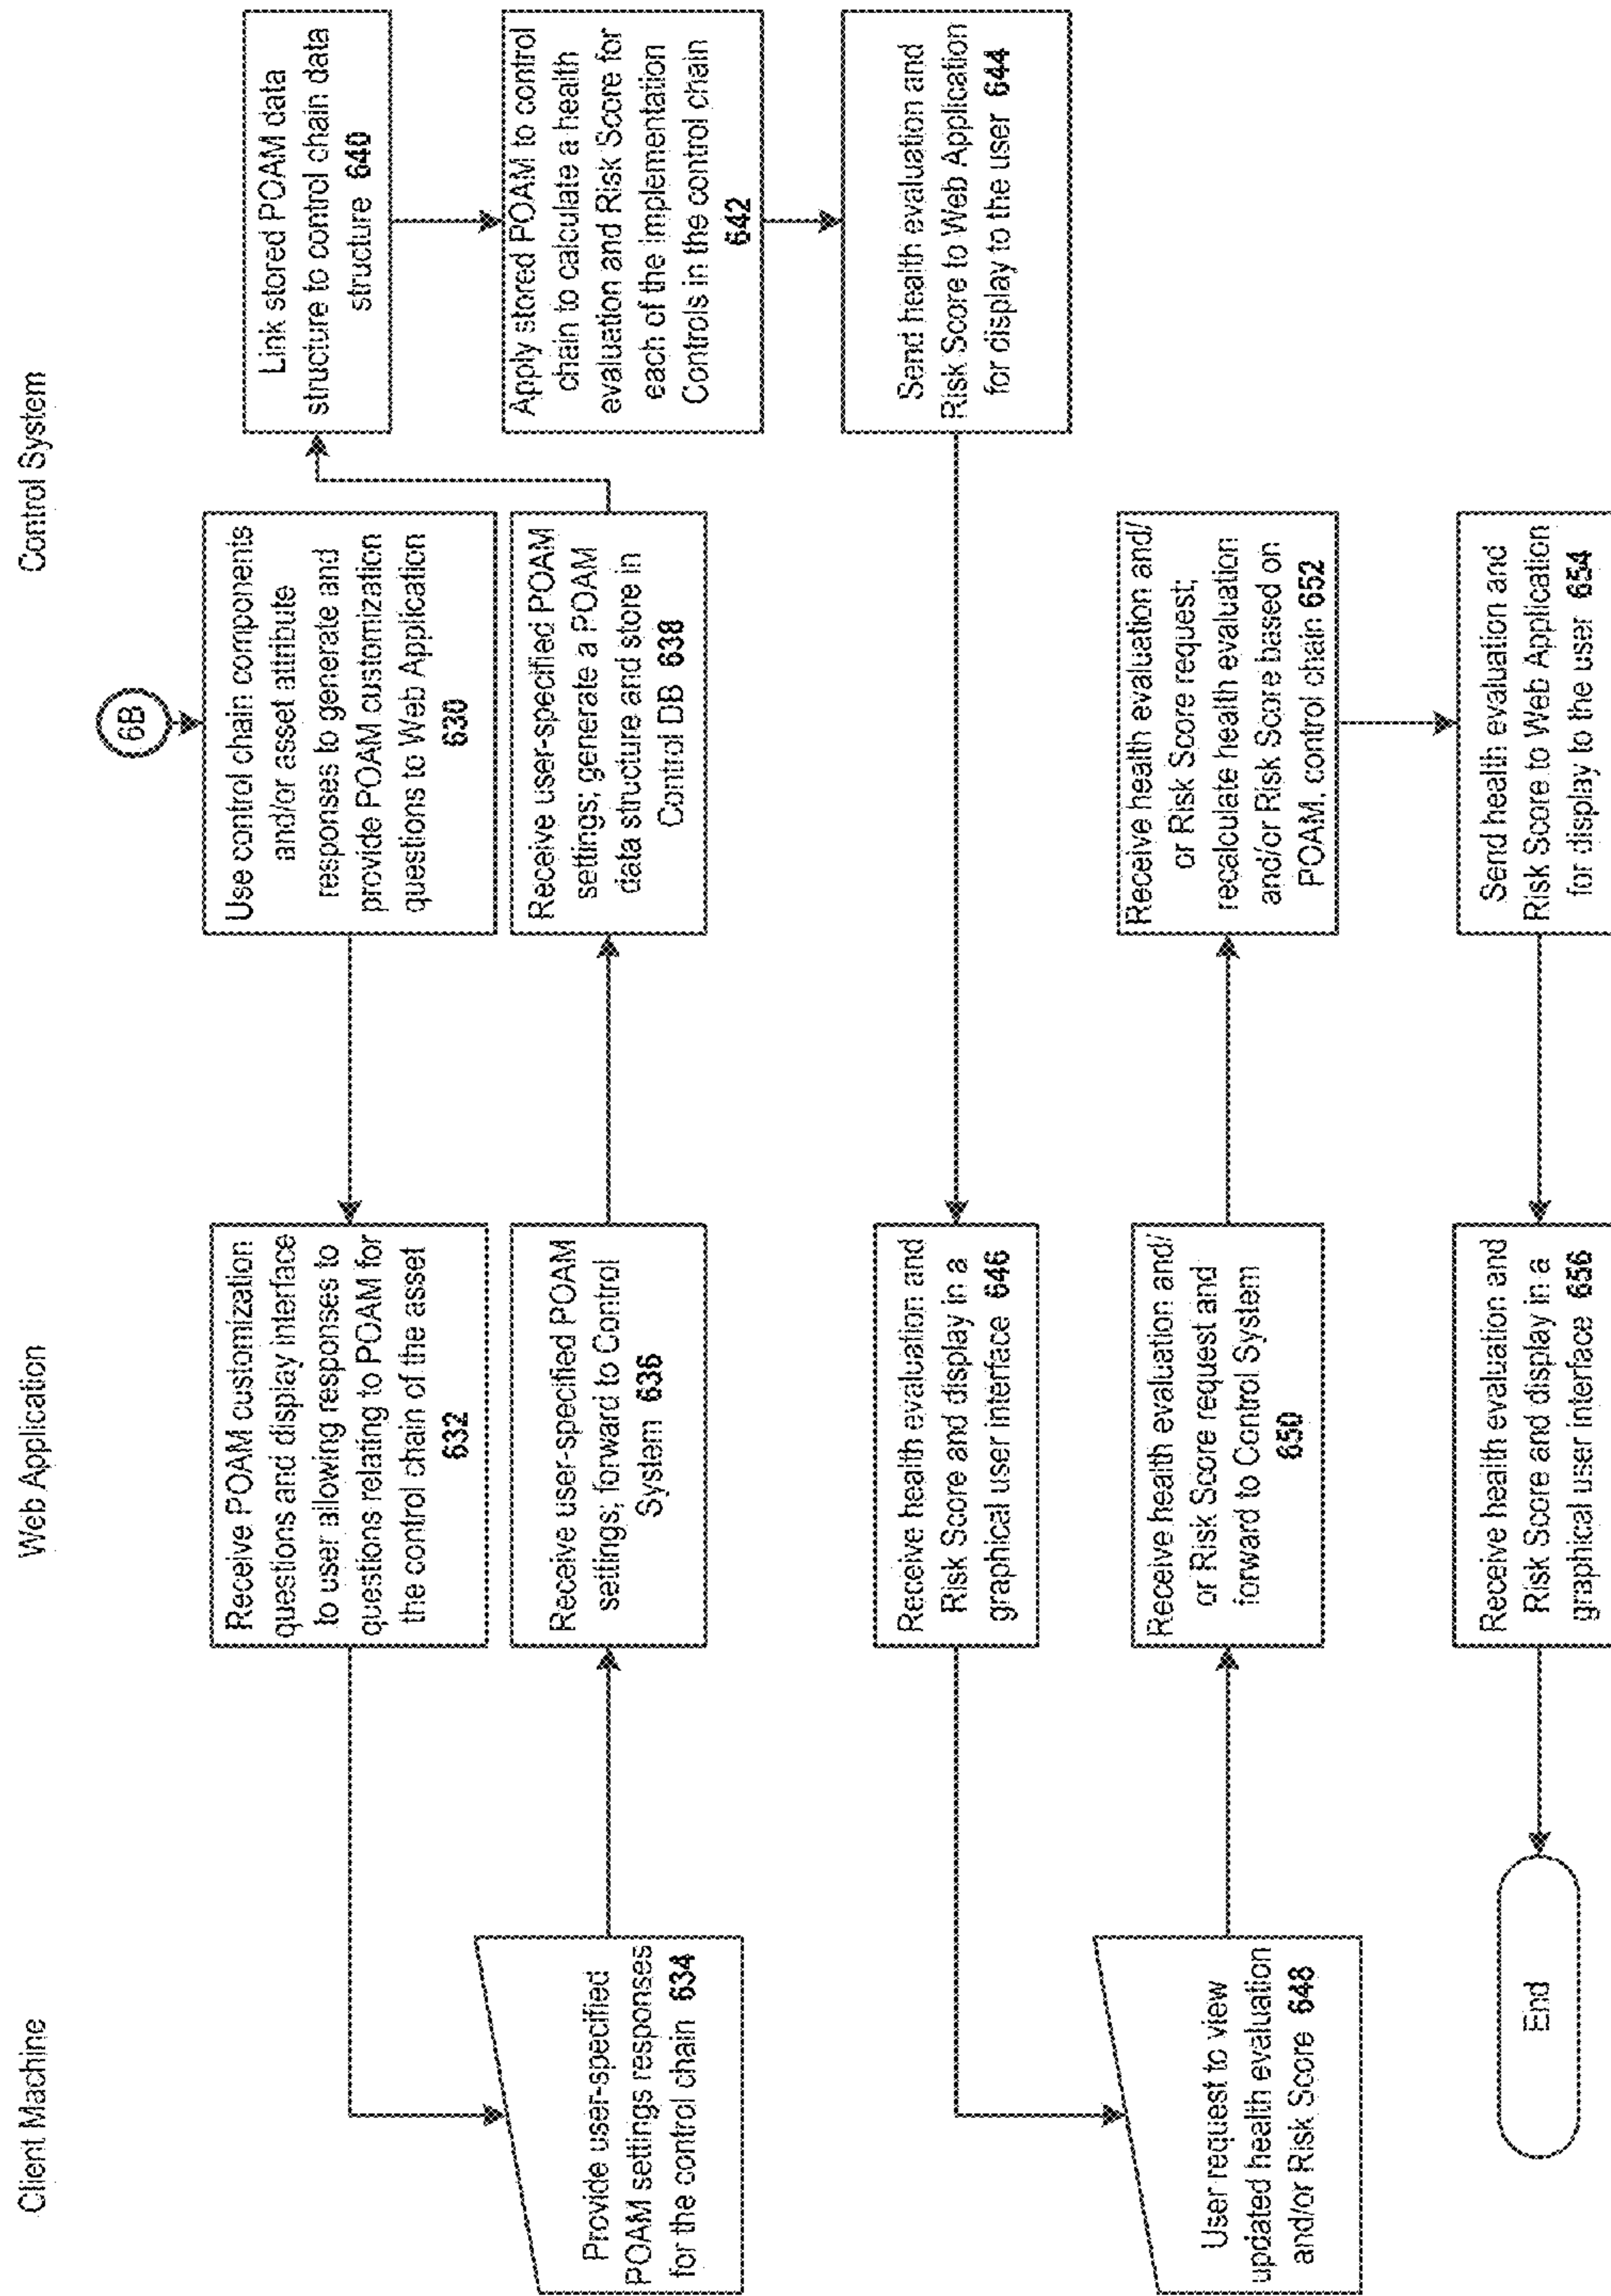 Client Machine
Web Application
Control System
6B
Use control chain components
and/or asset attribute
responses to generate and
provide POAM customization
questions to Web Application
630
Receive POAM customization
questions and display interface
to user allowing responses to
questions relating to POAM for
the control chain of the asset
632
Provide user-specified
POAM settings responses
for the control chain 634
Receive user-specified POAM
settings; forward to Control
System 636
Receive user-specified POAM
settings; generate a POAM
data structure and store in
Control DB 638
Link stored POAM data
structure to control chain data
structure 640
Apply stored POAM to control
chain to calculate a health
evaluation and Risk Score for
each of the Implementation
Controls in the control chain
642
Send health evaluation and
Risk Score to Web Application
for display to the user 644
Receive health evaluation and
Risk Score and display in a
graphical user interface 646
User request to view
updated health evaluation
and/or Risk Score 648
Receive health evaluation and/
or Risk Score request and
forward to Control System
650
Receive health evaluation and/
or Risk Score request;
recalculate health evaluation
and/or Risk Score based on
POAM, control chain 652
Send health evaluation and
Risk Score to Web Application
for display to the user 654
Receive health evaluation and
Risk Score and display in a
graphical user interface 656
End